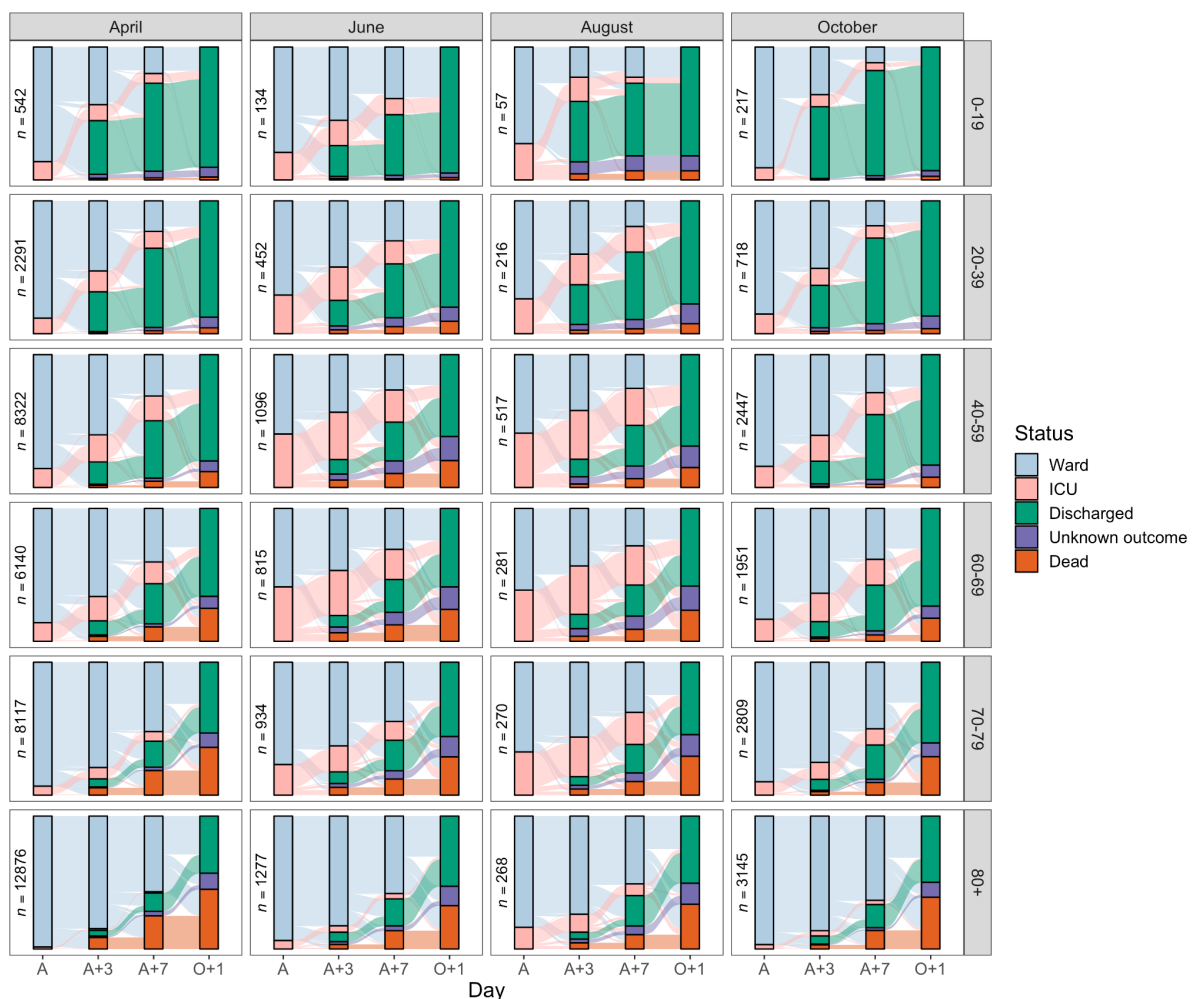 April June August October
n = 542 n = 134 n = 57 n = 217 0-19
n = 2291 n = 452 n = 216 n = 718 20-39
n = 8322 n = 1096 n = 517 n = 2447 40-59
n = 6140 n = 815 n = 281 n = 1951 60-69
n = 8117 n = 934 n = 270 n = 2809 70-79
n = 12876 n = 1277 n = 268 n = 3145 80+
A A+3 A+7 O+1 A A+3 A+7 O+1 A A+3 A+7 O+1 A A+3 A+7 O+1
Day
Status
Ward
ICU
Discharged
Unknown outcome
Dead